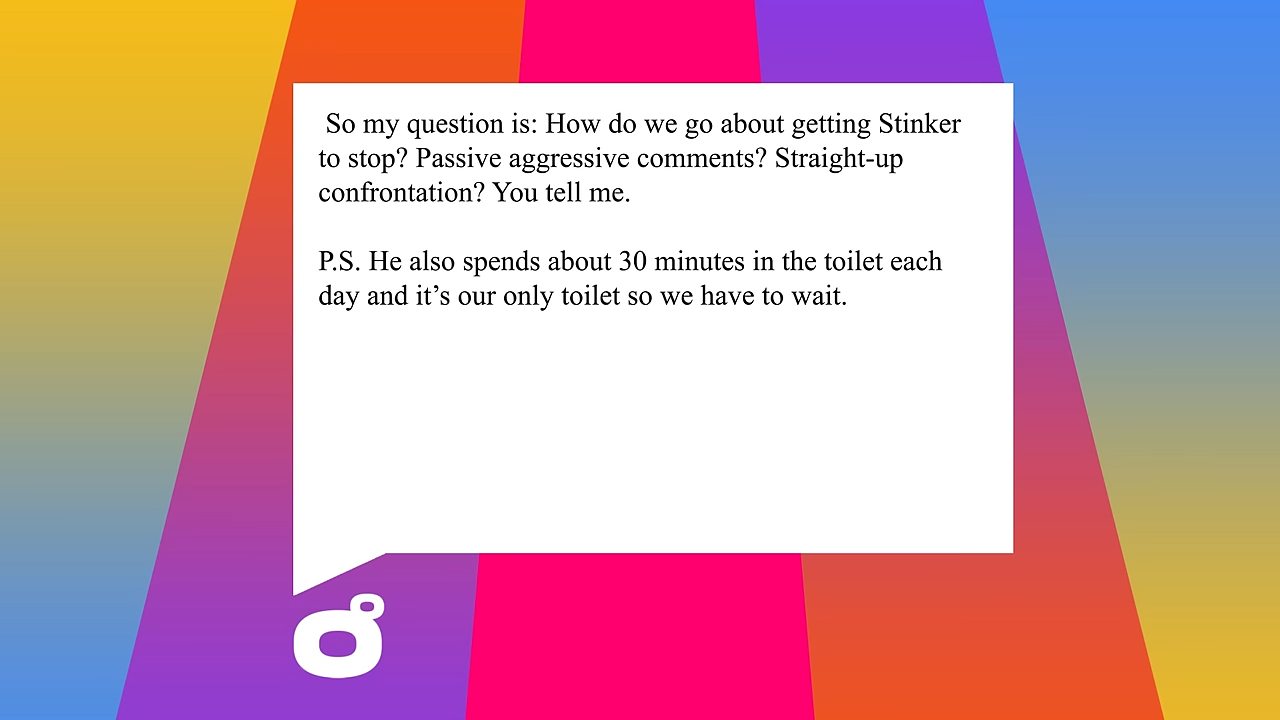 So my question is: How do we go about getting Stinker
to stop? Passive aggressive comments? Straight-up
confrontation? You tell me.
P.S. He also spends about 30 minutes in the toilet each
day and it’s our only toilet so we have to wait.